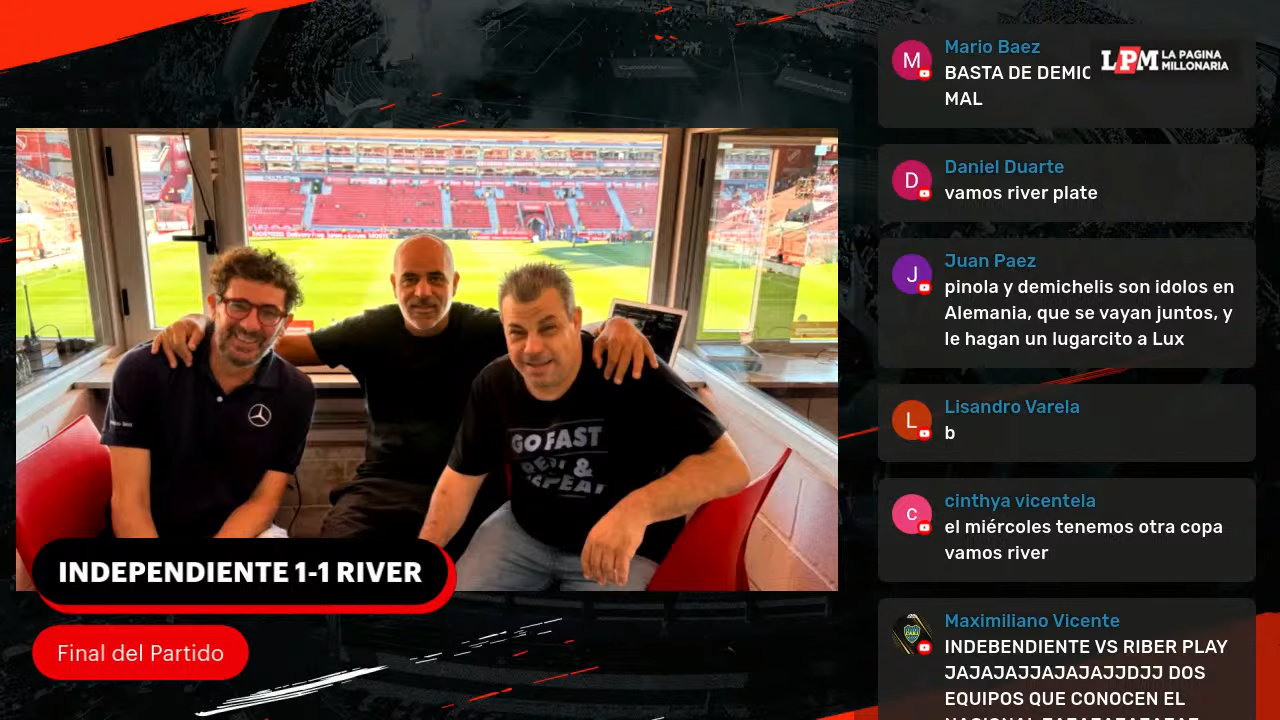 Mario Baez
BASTA DE DEMIC
MAL
LPM LA PAGINA
MILLONARIA
Daniel Duarte
vamos river plate
Juan Paez
pinola y demichelis son idolos en
Alemania, que se vayan juntos, y
le hagan un lugarcito a Lux
Lisandro Varela
b
cinthya vicentela
el miércoles tenemos otra copa
vamos river
Maximiliano Vicente
INDEBENDIENTE VS RIBER PLAY
JAJAJAJJAJAJAJJDJJ DOS
EQUIPOS QUE CONOCEN EL
GO FAST
& 
INDEPENDIENTE 1-1 RIVER
Final del Partido